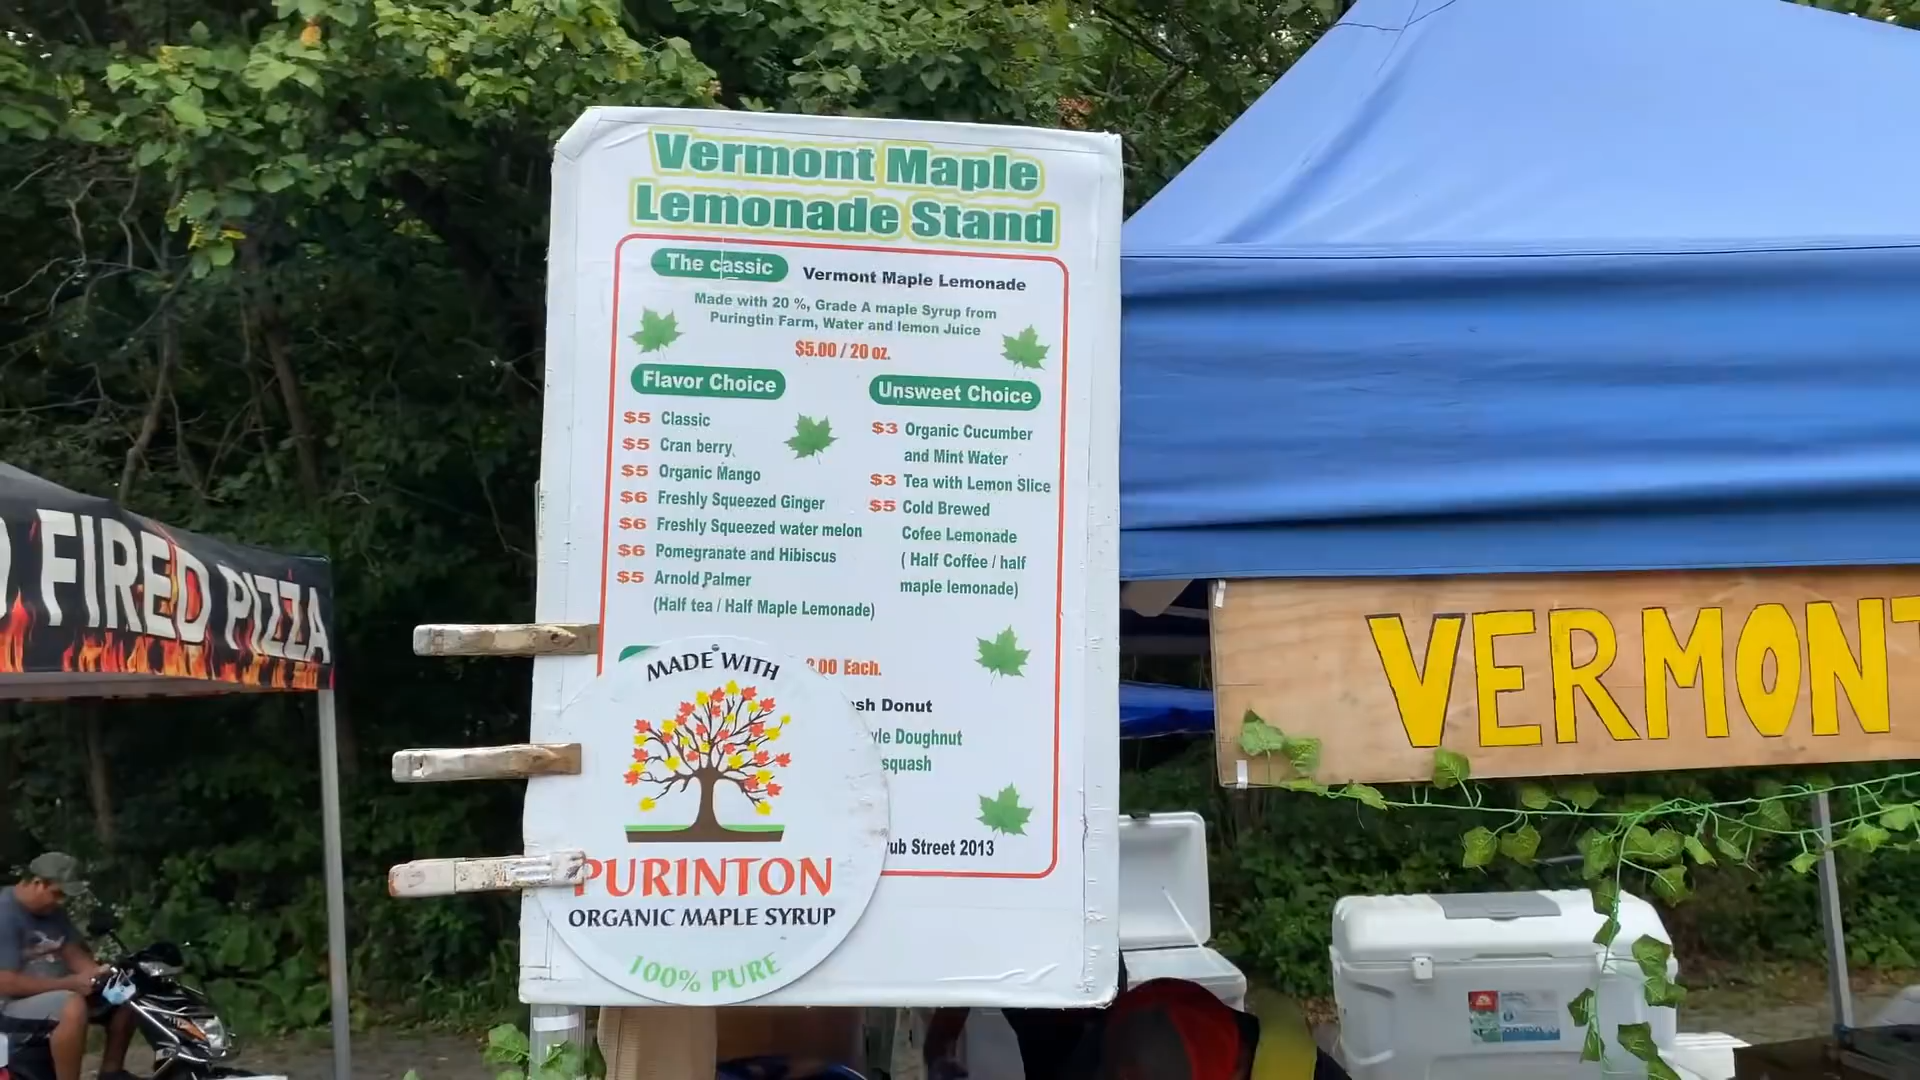 Vermont Maple
Lemonade Stand
The classic Vermont Maple Lemonade
Made with 20 %, Grade A maple Syrup from
Puringtin Farm, Water and lemon Juice
$5.00 / 20 oz.
Flavor Choice
$5 Classic
$5 Cran berry
$5 Organic Mango
$6 Freshly Squeezed Ginger
$6 Freshly Squeezed water melon
$6 Pomegranate and Hibiscus
$5 Arnold Palmer
(Half tea / Half Maple Lemonade)
Unsweet Choice
$3 Organic Cucumber
and Mint Water
$3 Tea with Lemon Slice
$5 Cold Brewed
Cofee Lemonade
( Half Coffee / half
maple lemonade)
.00 Each.
sh Donut
yle Doughnut
squash
ub Street 2013
MADE WITH
PURINTON
ORGANIC MAPLE SYRUP
100% PURE
FIRED PIZZA
VERMONT